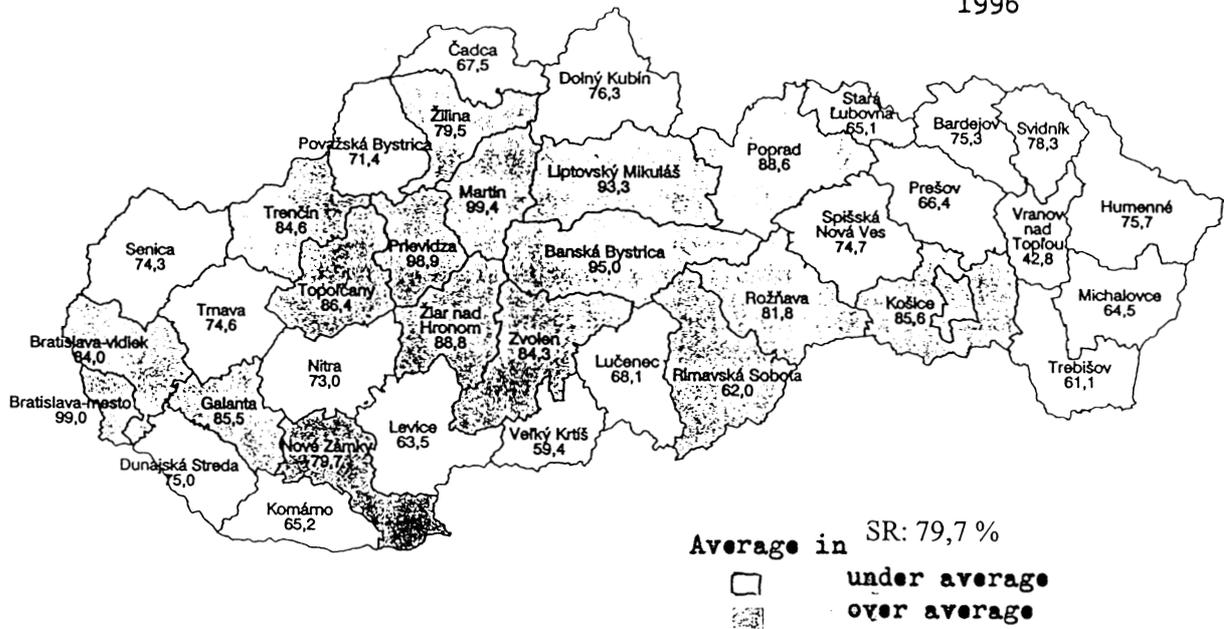 1996
Čadca
67,5
Dolný Kubín
76,3
Žilina
79,5
Považská Bystrica
71,4
Martin
99,4
Liptovský Mikuláš
93,3
Poprad
88,6
Stará
Ľubovňa
65,1
Bardejov
75,3
Svidník
78,3
Prešov
66,4
Vranov
nad
Topľou
42,8
Humenné
75,7
Trenčín
84,6
Prievidza
98,9
Banská Bystrica
95,0
Spišská
Nová Ves
74,7
Senica
74,3
Topoľčany
86,4
Trnava
74,6
Žiar nad
Hronom
88,8
Zvolen
84,3
Rožňava
81,8
Košice
85,6
Michalovce
64,5
Bratislava-vidiek
84,0
Nitra
73,0
Lučenec
68,1
Rimavská Sobota
62,0
Trebišov
61,1
Bratislava-mesto
99,0
Galanta
85,5
Levice
63,5
Veľký Krtíš
59,4
Nové Zámky
79,7
Dunajská Streda
75,0
Komárno
65,2
Average in SR: 79,7 %
under average
over average